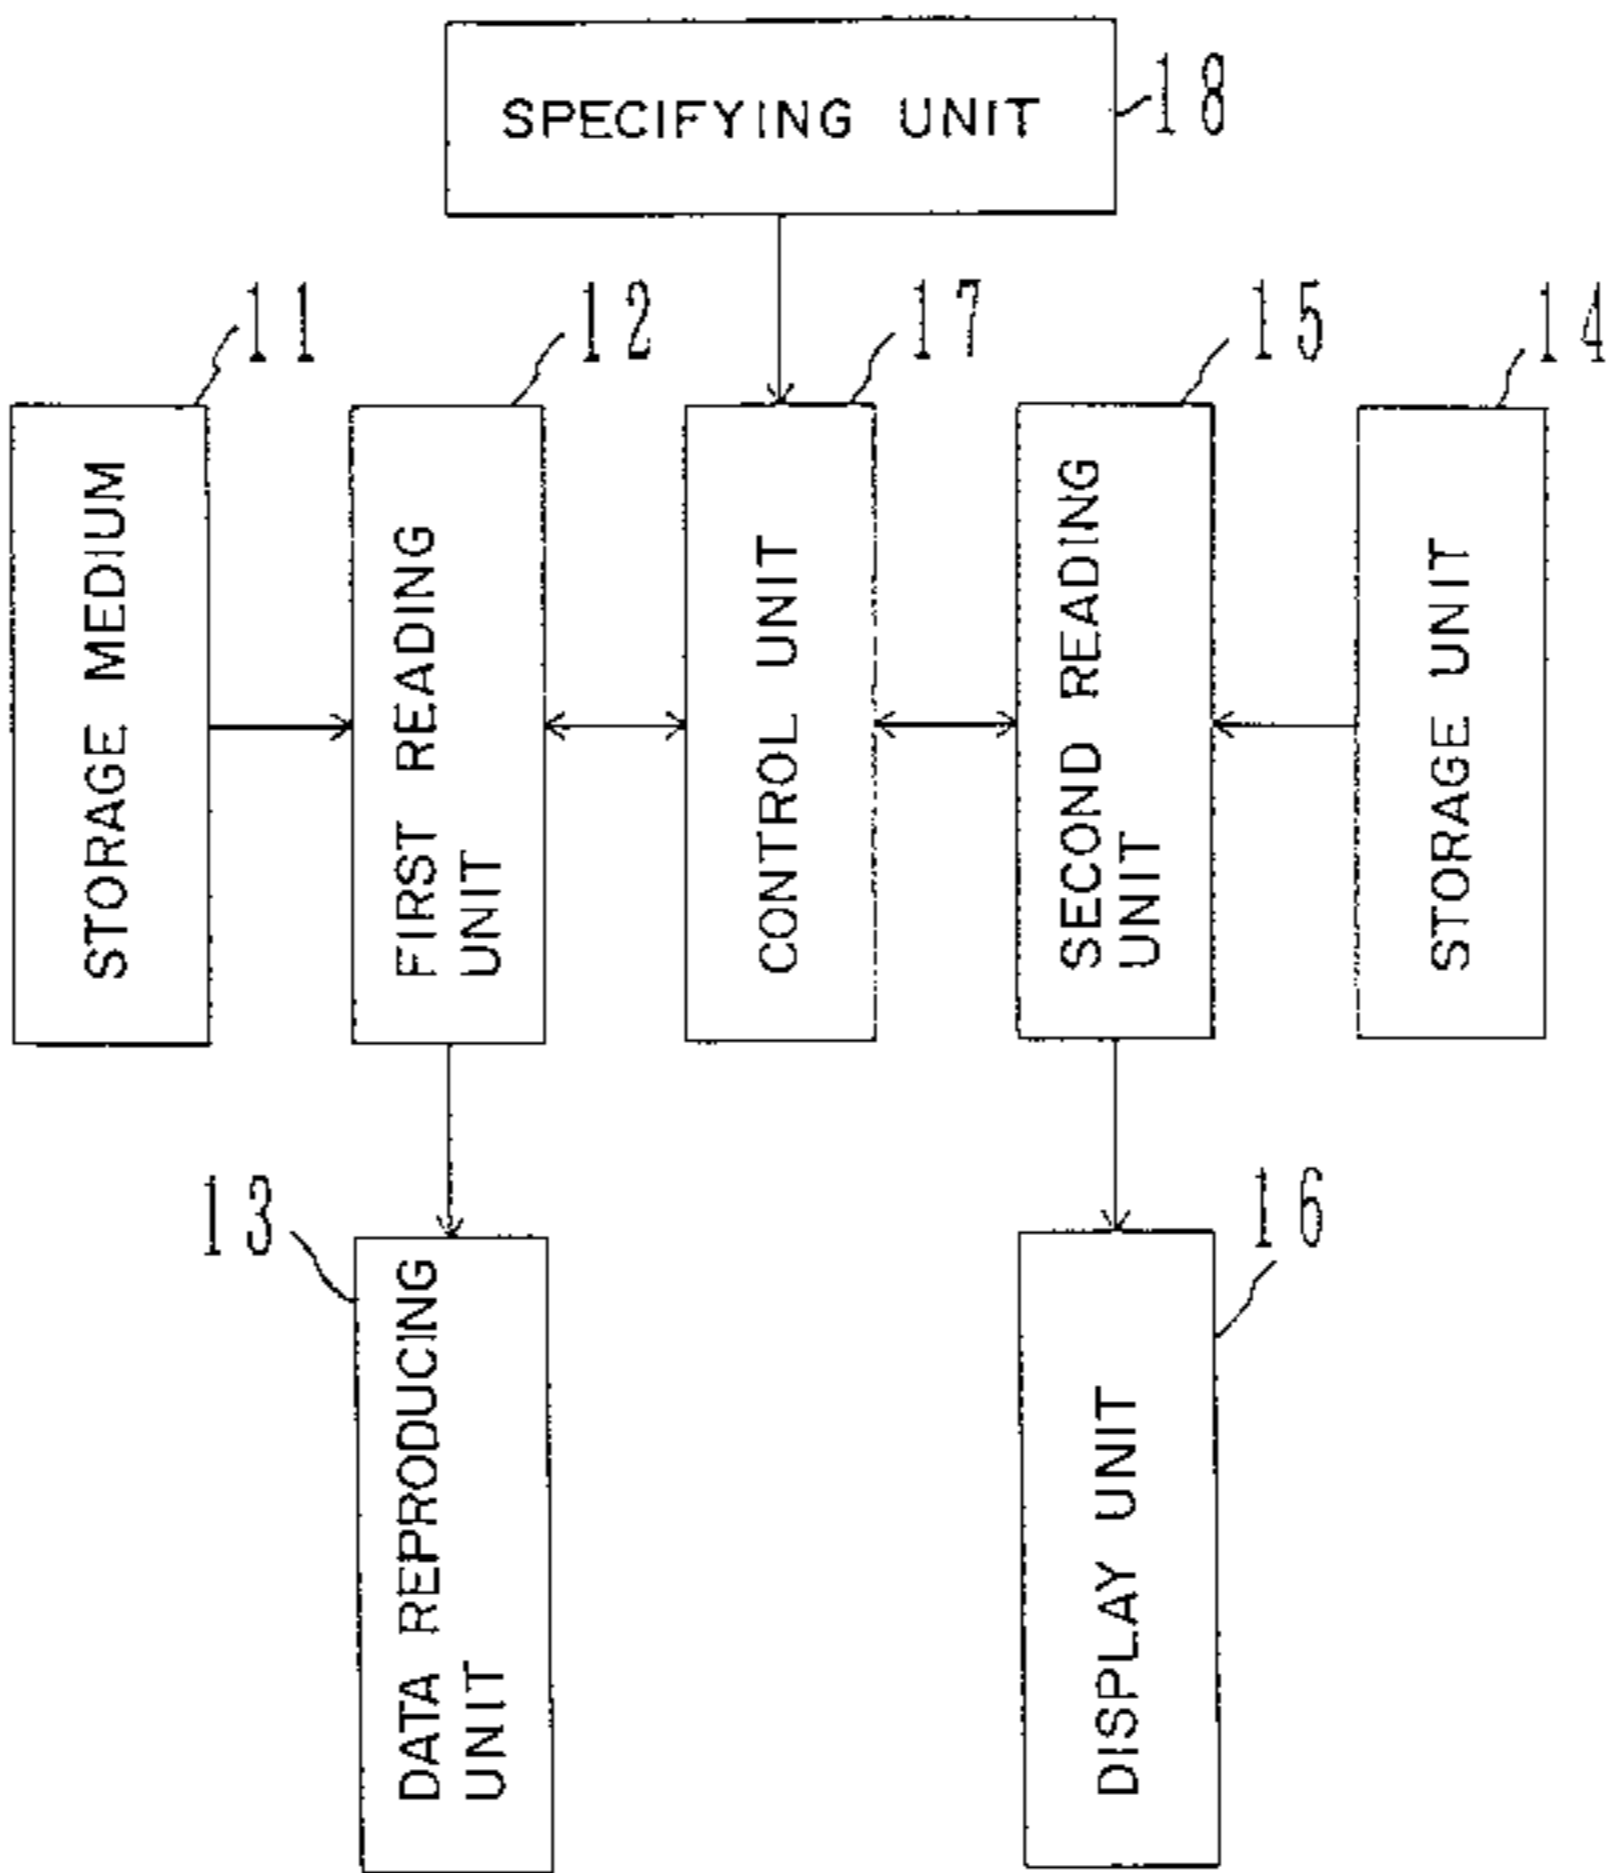 SPECIFYING UNIT
18
11
12
17
15
14
STORAGE MEDIUM
FIRST READING
UNIT
CONTROL UNIT
SECOND READING
UNIT
STORAGE UNIT
13
16
DATA REPRODUCING
UNIT
DISPLAY UNIT